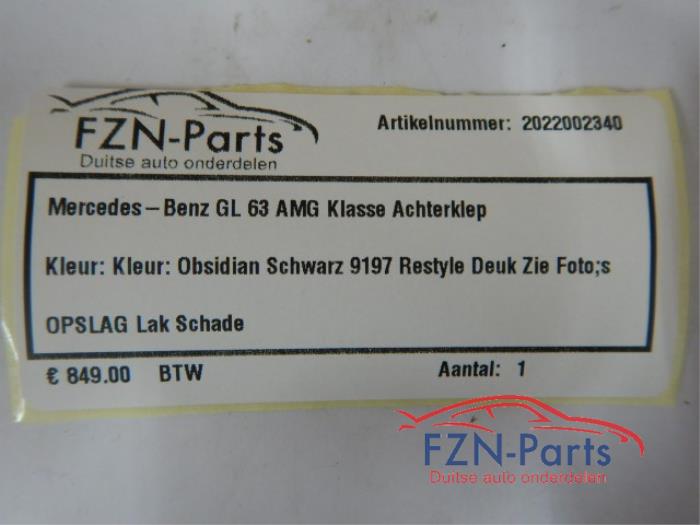 FZN-Parts
Duitse auto onderdelen
Artikelnummer: 2022002340
Mercedes-Benz GL 63 AMG Klasse Achterklep
Kleur: Kleur: Obsidian Schwarz 9197 Restyle Deuk Zie Foto;s
OPSLAG Lak Schade
€ 849.00 BTW Aantal: 1
FZN-Parts
Duitse auto onderdelen